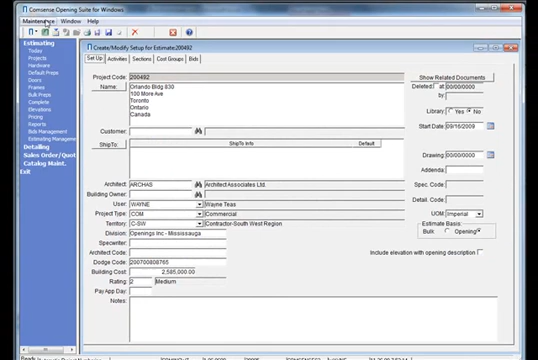 Comsense Opening Suite for Windows
Maintenance Window Help
Estimating
Today
Projects
Hardware
Default Preps
Doors
Frames
Bulk Preps
Complete
Elevations
Pricing
Reports
Bids Management
Estimating Manageme
Detailing
Sales Order/Quot
Catalog Maint.
Exit
Create/Modify Setup for Estimate:200492
Set Up Activities Sections Cost Groups Bids
Project Code: 200492
Name: Orlando Bldg 830
100 More Ave
Toronto
Ontario
Canada
Customer:
ShipTo: ShipTo Info Default
Architect: ARCHAS Architect Associates Ltd.
Building Owner:
User: WAYNE Wayne Teas
Project Type: COM Commercial
Territory: C-SW Contractor-South West Region
Division: Openings Inc - Mississauga
Specwriter:
Architect Code:
Dodge Code: 200700808765
Building Cost: 2,585,000.00
Rating: 2 Medium
Pay App Day:
Notes:
Show Related Documents
Deleted: at: 00/00/0000
by:
Library: Yes No
Start Date: 09/16/2009
Drawing: 00/00/0000
Addenda:
Spec. Code:
Detail. Code:
UOM: Imperial
Estimate Basis:
Bulk Opening
Include elevation with opening description